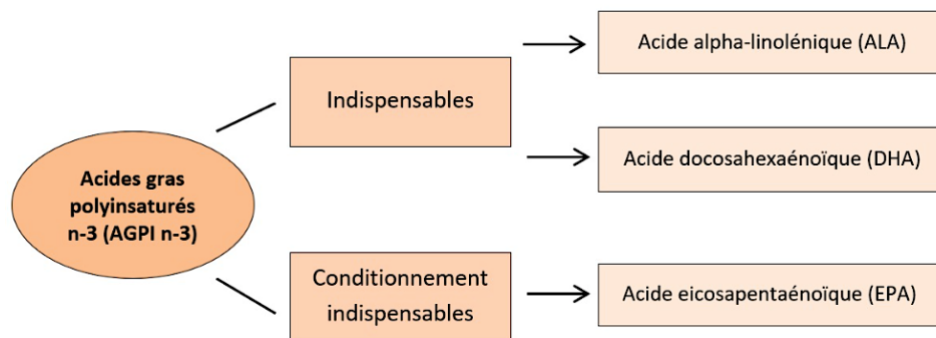 Acides gras
polyinsaturés
n-3 (AGPI n-3)
Indispensables
Acide alpha-linolénique (ALA)
Acide docosahexaénoïque (DHA)
Conditionnement
indispensables
Acide eicosapentaénoïque (EPA)